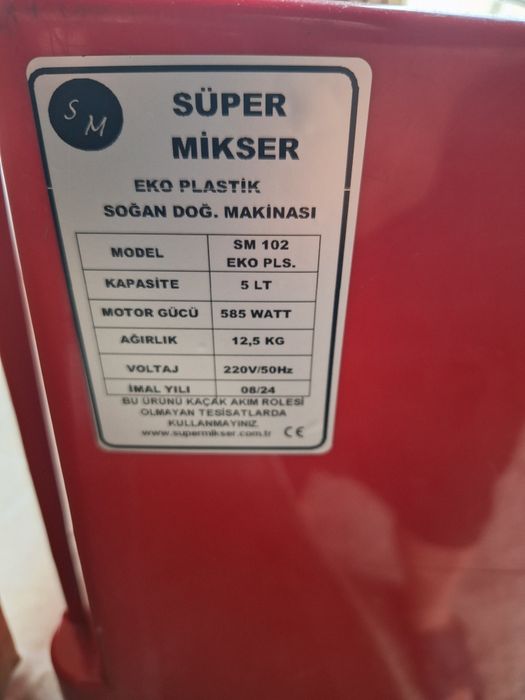 S M
SÜPER
MİKSER
EKO PLASTİK
SOĞAN DOĞ. MAKİNASI
MODEL SM 102 EKO PLS.
KAPASİTE 5 LT
MOTOR GÜCÜ 585 WATT
AĞIRLIK 12,5 KG
VOLTAJ 220V/50Hz
İMAL YILI 08/24
BU ÜRÜNÜ KAÇAK AKIM ROLESİ
OLMAYAN TESİSATLARDA
KULLANMAYINIZ
www.supermikser.com.tr CE